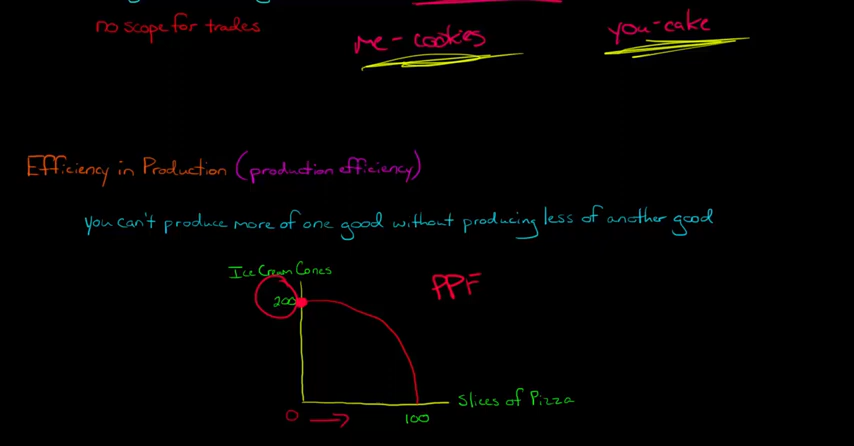 no scope for trades
me - cookies
you - cake
Efficiency in Production (production efficiency)
you can't produce more of one good without producing less of another good
Ice Cream Cones
PPF
200
Slices of Pizza
0
100